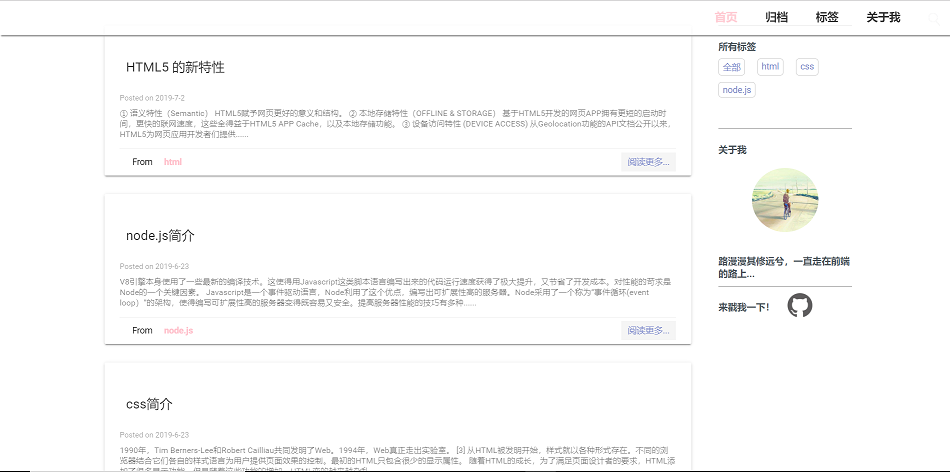 首页 归档 标签 关于我
HTML5 的新特性
Posted on 2019-7-2
① 语义特性（Semantic） HTML5赋予网页更好的意义和结构。 ② 本地存储特性（OFFLINE & STORAGE） 基于HTML5开发的网页APP拥有更短的启动时
间，更快的联网速度，这些全得益于HTML5 APP Cache，以及本地存储功能。 ③ 设备访问特性 (DEVICE ACCESS) 从Geolocation功能的API文档公开以来，
HTML5为网页应用开发者们提供......
From html
阅读更多...
node.js简介
Posted on 2019-6-23
V8引擎本身使用了一些最新的编译技术。这使得用Javascript这类脚本语言编写出来的代码运行速度获得了极大提升，又节省了开发成本。对性能的苛求是
Node的一个关键因素。 Javascript是一个事件驱动语言，Node利用了这个优点，编写出可扩展性高的服务器。Node采用了一个称为“事件循环(event
loop）”的架构，使得编写可扩展性高的服务器变得既容易又安全。提高服务器性能的技巧有多种......
From node.js
阅读更多...
css简介
Posted on 2019-6-23
1990年，Tim Berners-Lee和Robert Cailliau共同发明了Web。1994年，Web真正走出实验室。 [3] 从HTML被发明开始，样式就以各种形式存在。不同的浏
览器结合它们各自的样式语言为用户提供页面效果的控制。最初的HTML只包含很少的显示属性。 随着HTML的成长，为了满足页面设计者的要求，HTML添
所有标签
全部 html css
node.js
关于我
路漫漫其修远兮，一直走在前端
的路上...
来戳我一下！